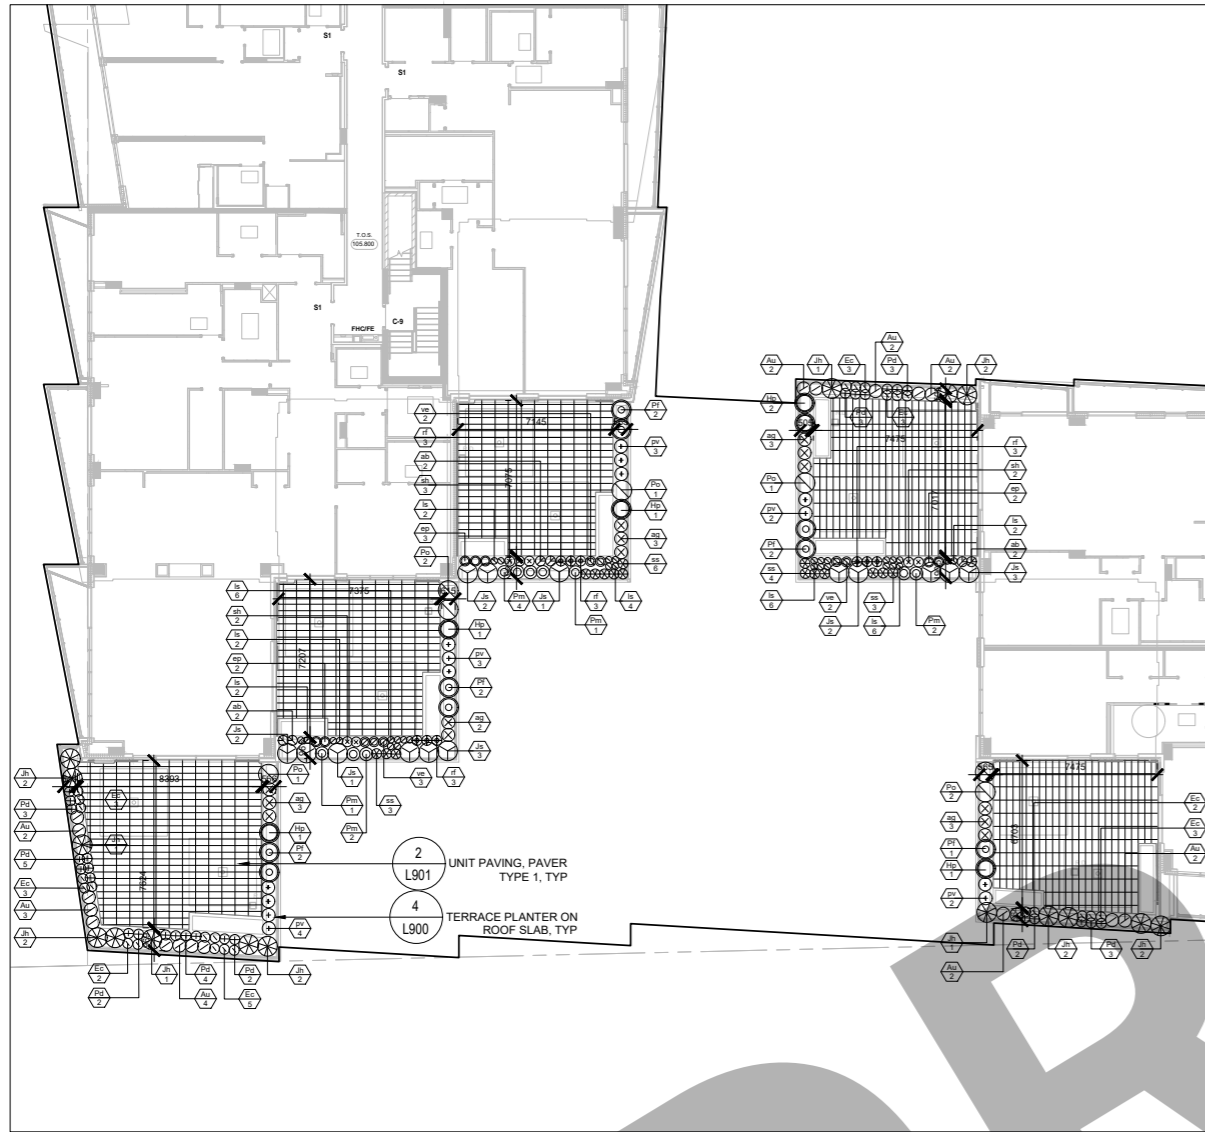 S1
S1
T.O.S.
105.800
S1
FHC/FE
C-9
Au
2
Au
2
Jh
1
Ec
3
Pd
3
Au
2
Jh
2
Hp
2
ag
3
Po
1
pv
2
Pf
2
ss
4
ls
6
ve
2
Js
2
ss
3
ls
6
Pm
2
rf
3
sh
2
ep
2
ls
2
ab
2
Js
3
7475
7017
ve
2
rf
3
ab
2
sh
3
ls
2
ep
3
Po
2
7145
7075
Pf
2
pv
3
Po
1
Hp
1
ag
3
ss
6
Js
2
Pm
4
Js
1
Pm
1
rf
3
ls
4
ls
6
sh
2
ls
2
ep
2
ls
2
ab
2
Js
2
7375
7207
Hp
1
pv
3
Pf
2
ag
2
Js
3
Po
1
Pm
1
Js
1
Pm
2
ss
3
ve
3
rf
3
Jh
2
Pd
3
Au
2
Pd
5
Ec
3
Au
3
Jh
2
8393
7524
ag
3
Hp
1
Pf
2
pv
4
Ec
2
Pd
2
Jh
1
Pd
4
Au
4
Pd
2
Ec
5
Jh
2
2
L901
UNIT PAVING, PAVER
TYPE 1, TYP
4
L900
TERRACE PLANTER ON
ROOF SLAB, TYP
565
7475
6703
Po
2
ag
3
Pf
1
Hp
1
pv
2
Jh
1
Au
2
Pd
2
Jh
2
Pd
3
Jh
2
Ec
2
Ec
3
Au
2